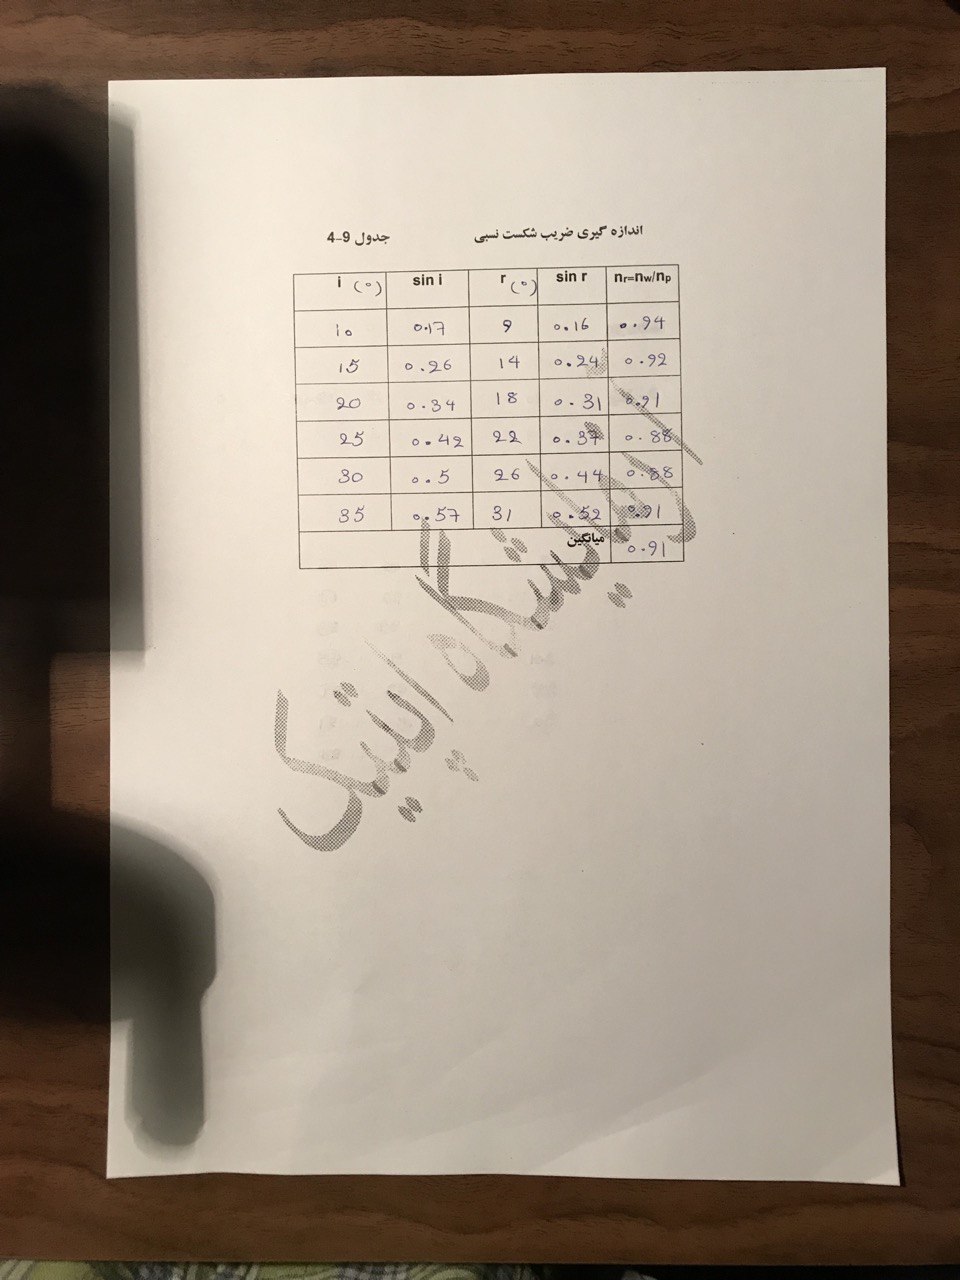 اندازه گیری ضریب شکست نسبی جدول 9-4
i (°) sin i r (°) sin r nr=nw/np
10 0.17 9 0.16 0.94
15 0.26 14 0.24 0.92
20 0.34 18 0.31 0.91
25 0.42 22 0.37 0.88
30 0.5 26 0.44 0.88
35 0.57 31 0.52 0.91
میانگین 0.91
آزمایشگاه اپتیک